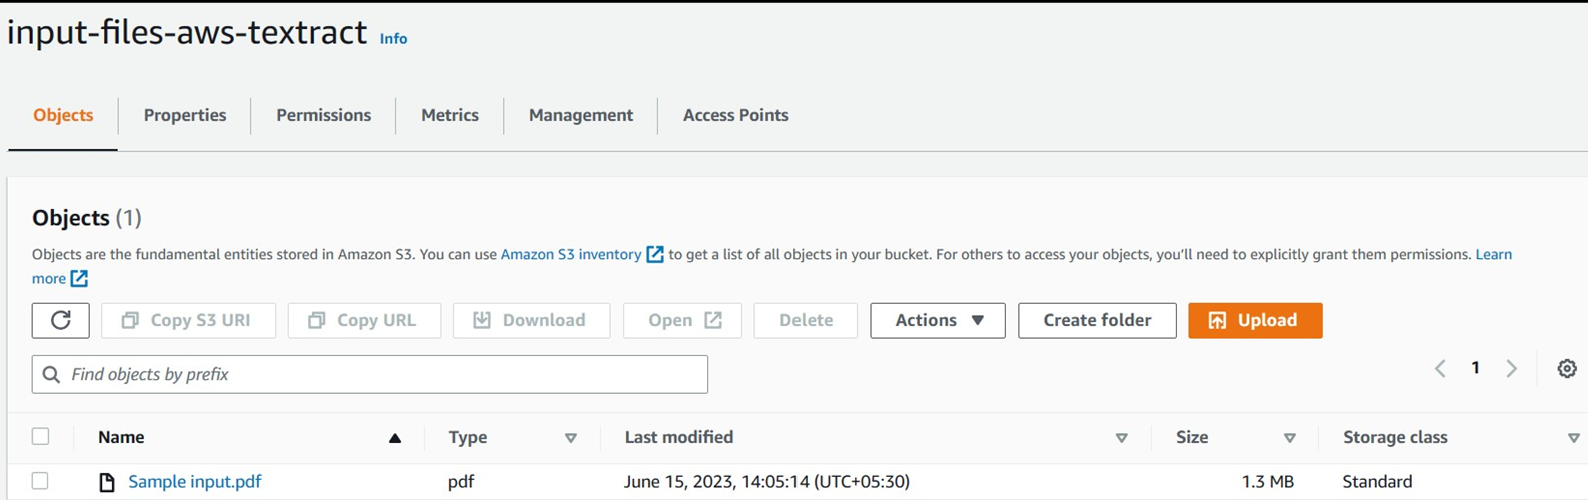 input-files-aws-textract Info
Objects Properties Permissions Metrics Management Access Points
Objects (1)
Objects are the fundamental entities stored in Amazon S3. You can use Amazon S3 inventory to get a list of all objects in your bucket. For others to access your objects, you'll need to explicitly grant them permissions. Learn
more
Copy S3 URI Copy URL Download Open Delete Actions Create folder Upload
Find objects by prefix 1
Name Type Last modified Size Storage class
Sample input.pdf pdf June 15, 2023, 14:05:14 (UTC+05:30) 1.3 MB Standard